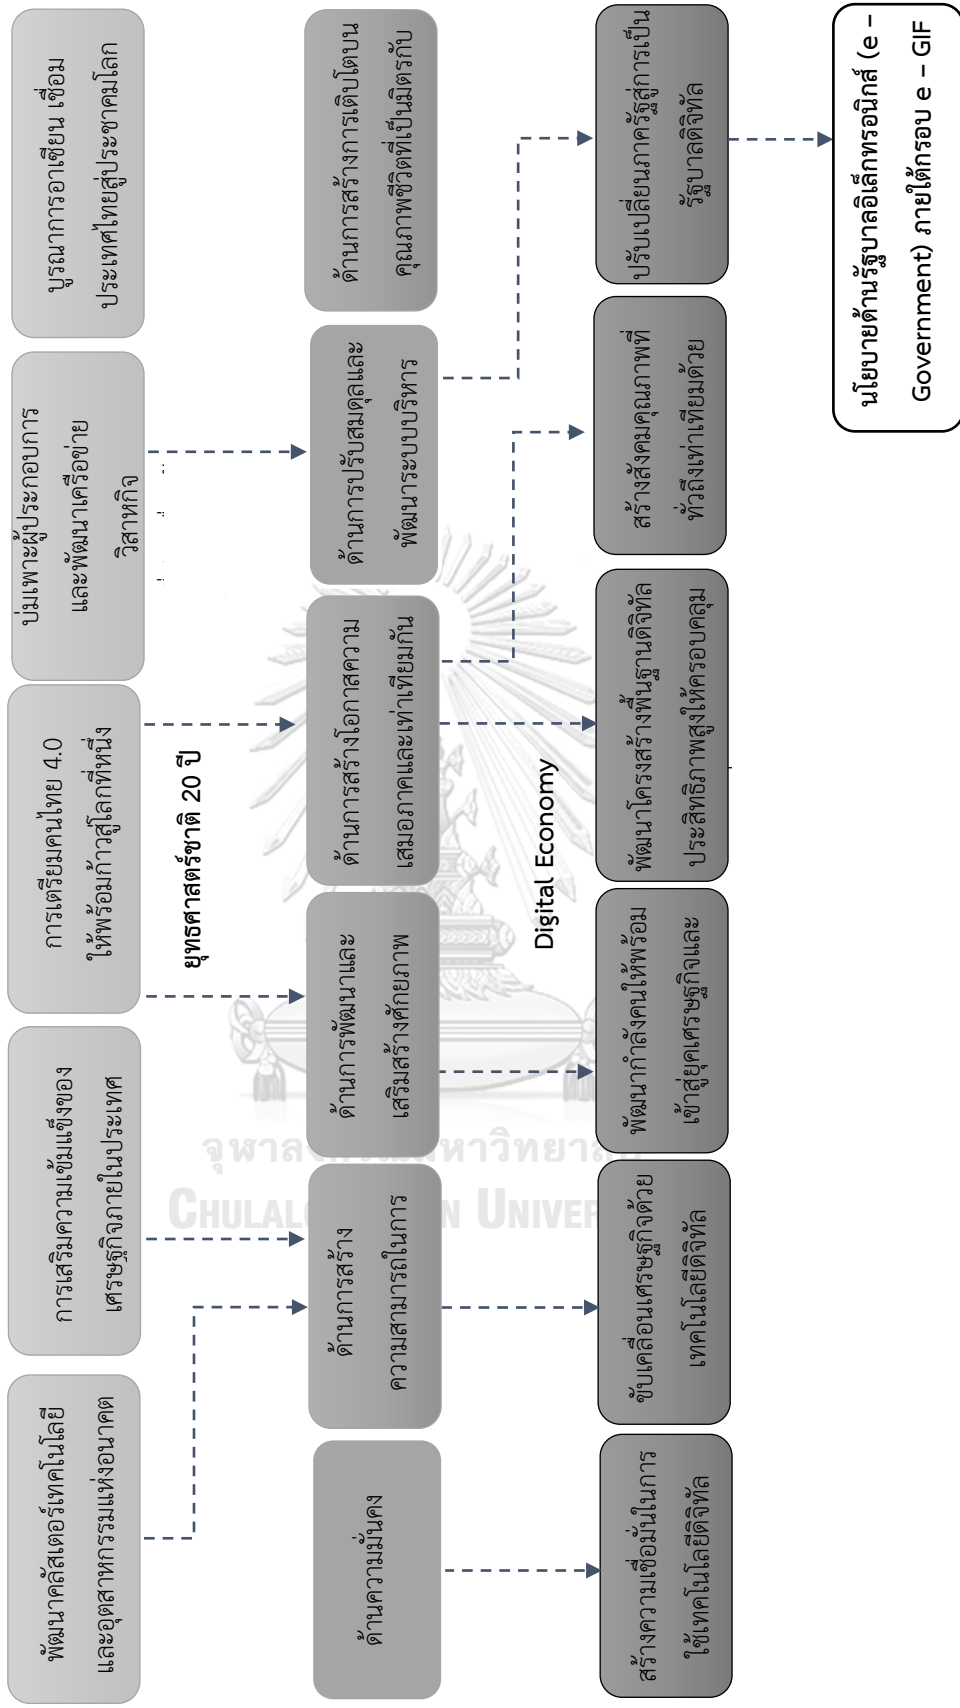 พัฒนาคลัสเตอร์เทคโนโลยี
และอุตสาหกรรมแห่งอนาคต
การเสริมความเข้มแข็งของ
เศรษฐกิจภายในประเทศ
การเตรียมคนไทย 4.0
ให้พร้อมก้าวสู่โลกที่หนึ่ง
บ่มเพาะผู้ประกอบการ
และพัฒนาเครือข่าย
วิสาหกิจ
บูรณาการอาเซียน เชื่อม
ประเทศไทยสู่ประชาคมโลก
ยุทธศาสตร์ชาติ 20 ปี
ด้านความมั่นคง
ด้านการสร้าง
ความสามารถในการ
ด้านการพัฒนาและ
เสริมสร้างศักยภาพ
ด้านการสร้างโอกาสความ
เสมอภาคและเท่าเทียมกัน
ด้านการปรับสมดุลและ
พัฒนาระบบบริหาร
ด้านการสร้างการเติบโตบน
คุณภาพชีวิตที่เป็นมิตรกับ
Digital Economy
สร้างความเชื่อมั่นในการ
ใช้เทคโนโลยีดิจิทัล
ขับเคลื่อนเศรษฐกิจด้วย
เทคโนโลยีดิจิทัล
พัฒนากำลังคนให้พร้อม
เข้าสู่ยุคเศรษฐกิจและ
พัฒนาโครงสร้างพื้นฐานดิจิทัล
ประสิทธิภาพสูงให้ครอบคลุม
สร้างสังคมคุณภาพที่
ทั่วถึงเท่าเทียมด้วย
ปรับเปลี่ยนภาครัฐสู่การเป็น
รัฐบาลดิจิทัล
นโยบายด้านรัฐบาลอิเล็กทรอนิกส์ (e –
Government) ภายใต้กรอบ e – GIF